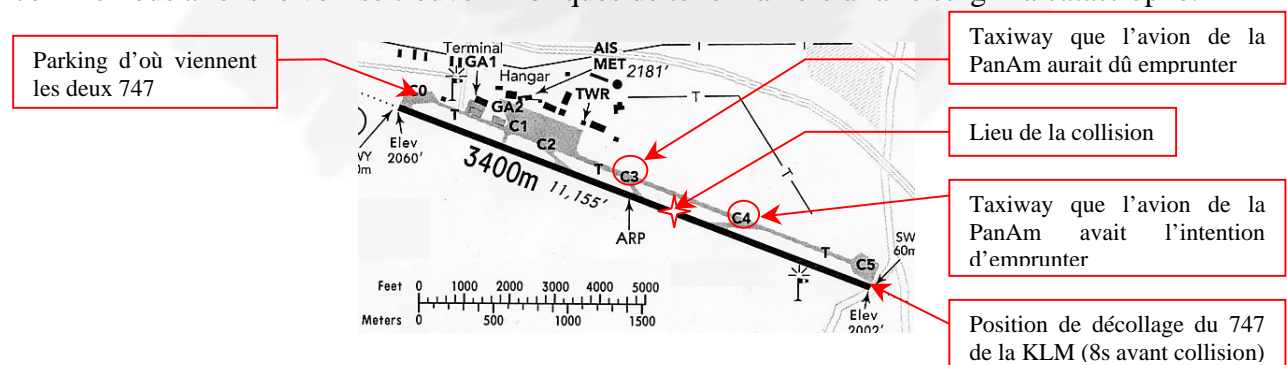 Parking d'où viennent
les deux 747
Taxiway que l'avion de la
PanAm aurait dû emprunter
Lieu de la collision
Taxiway que l'avion de la
PanAm avait l'intention
d'emprunter
Position de décollage du 747
de la KLM (8s avant collision)
Terminal
GA1
AIS
MET
2181'
Hangar
TWR
T
T
C0
GA2
T
C1
C2
T
C3
C4
T
T
C5
3400m 11,155'
Elev
2060'
ARP
SW
60m
Elev
2002'
Feet 0 1000 2000 3000 4000 5000
Meters 0 500 1000 1500